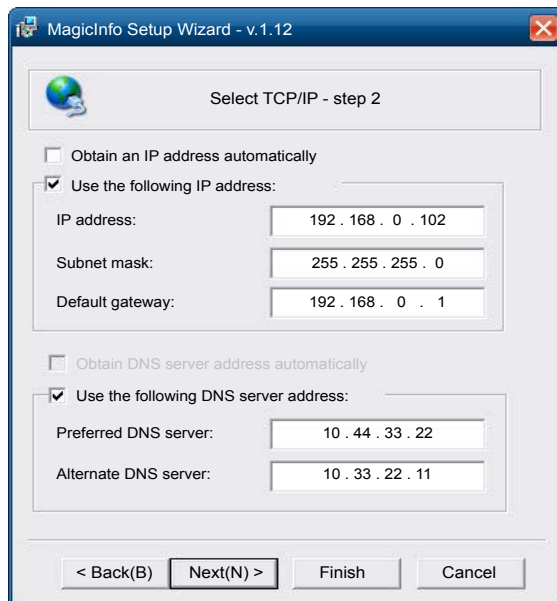 MagicInfo Setup Wizard - v.1.12
Select TCP/IP - step 2
Obtain an IP address automatically
Use the following IP address:
IP address: 192 . 168 . 0 . 102
Subnet mask: 255 . 255 . 255 . 0
Default gateway: 192 . 168 . 0 . 1
Obtain DNS server address automatically
Use the following DNS server address:
Preferred DNS server: 10 . 44 . 33 . 22
Alternate DNS server: 10 . 33 . 22 . 11
< Back(B) Next(N) > Finish Cancel